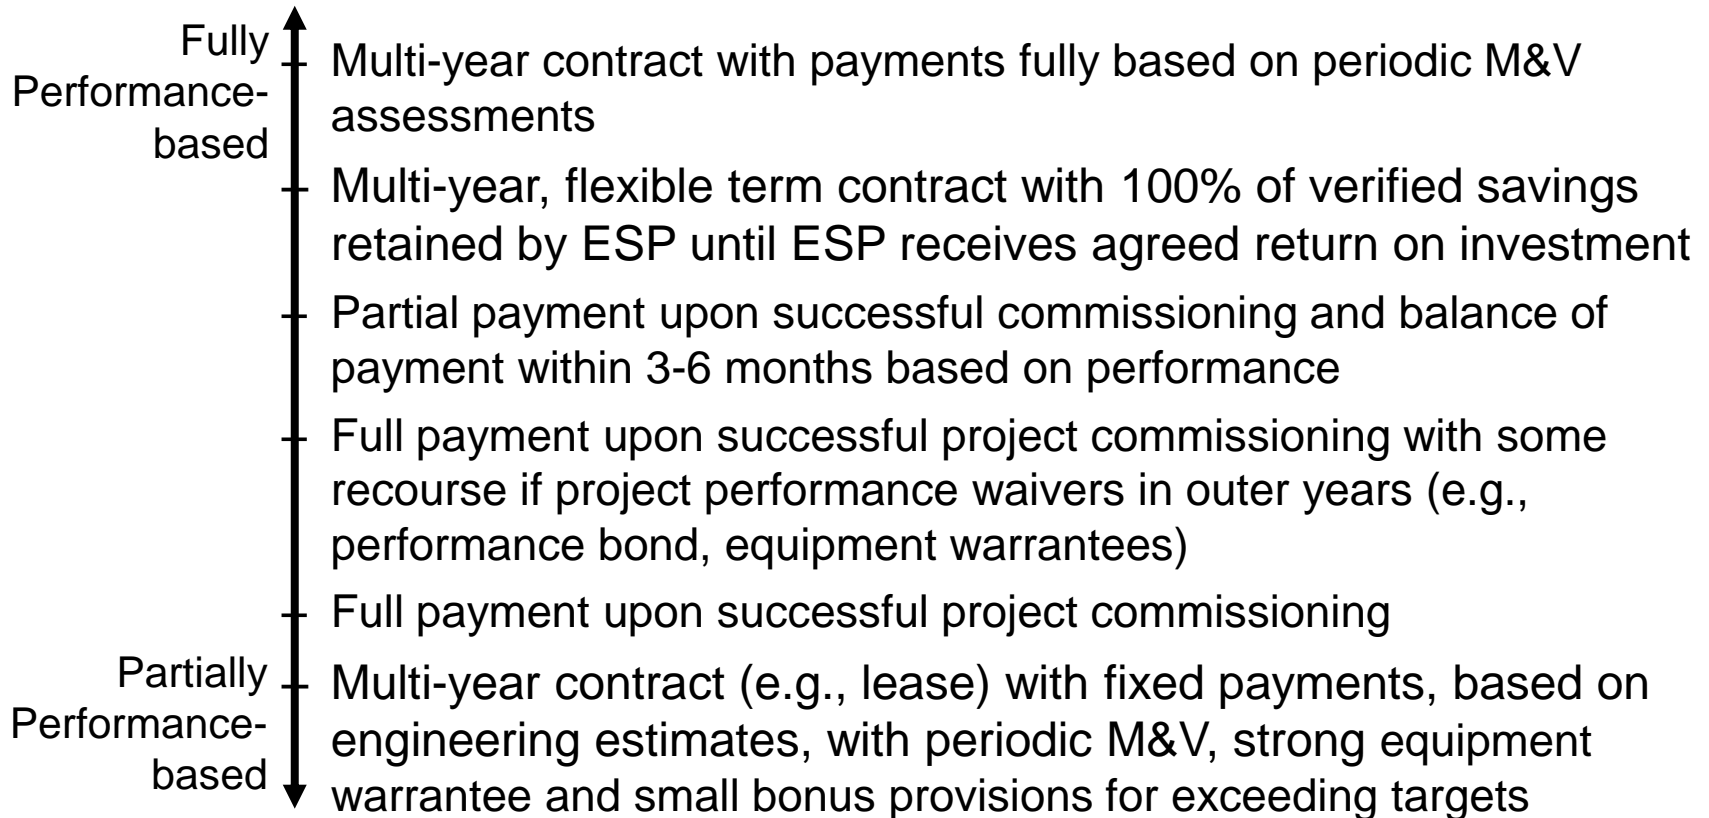 Fully
Performance-
based
Multi-year contract with payments fully based on periodic M&V
assessments
Multi-year, flexible term contract with 100% of verified savings
retained by ESP until ESP receives agreed return on investment
Partial payment upon successful commissioning and balance of
payment within 3-6 months based on performance
Full payment upon successful project commissioning with some
recourse if project performance waivers in outer years (e.g.,
performance bond, equipment warrantees)
Full payment upon successful project commissioning
Partially
Performance-
based
Multi-year contract (e.g., lease) with fixed payments, based on
engineering estimates, with periodic M&V, strong equipment
warrantee and small bonus provisions for exceeding targets